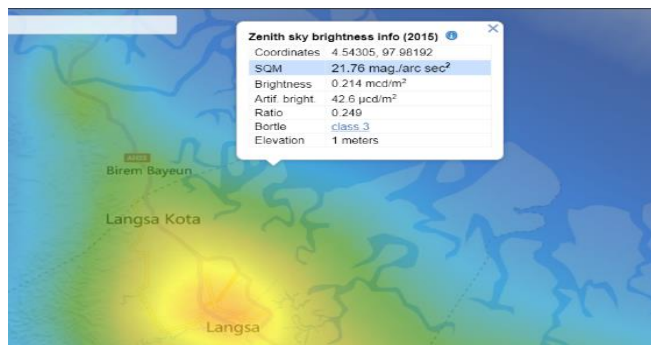 Zenith sky brightness info (2015)
Coordinates 4.54305, 97.98192
SQM 21.76 mag./arc sec²
Brightness 0.214 mcd/m²
Artif. bright. 42.6 μcd/m²
Ratio 0.249
Bortle class 3
Elevation 1 meters
Birem Bayeun
Langsa Kota
Langsa